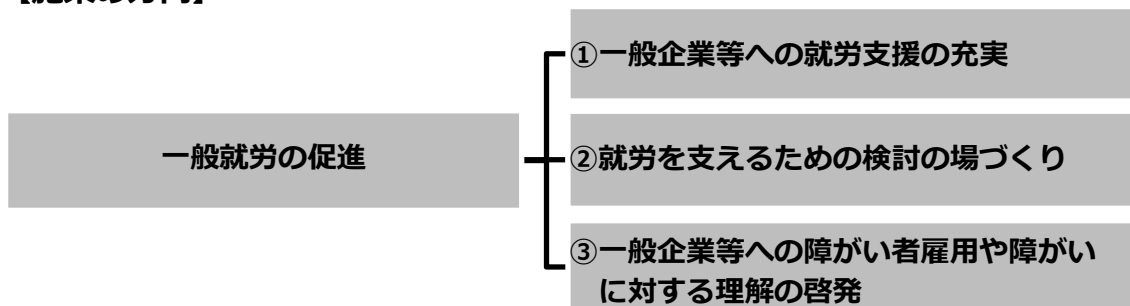 ①一般企業等への就労支援の充実
一般就労の促進
②就労を支えるための検討の場づくり
③一般企業等への障がい者雇用や障がい
に対する理解の啓発